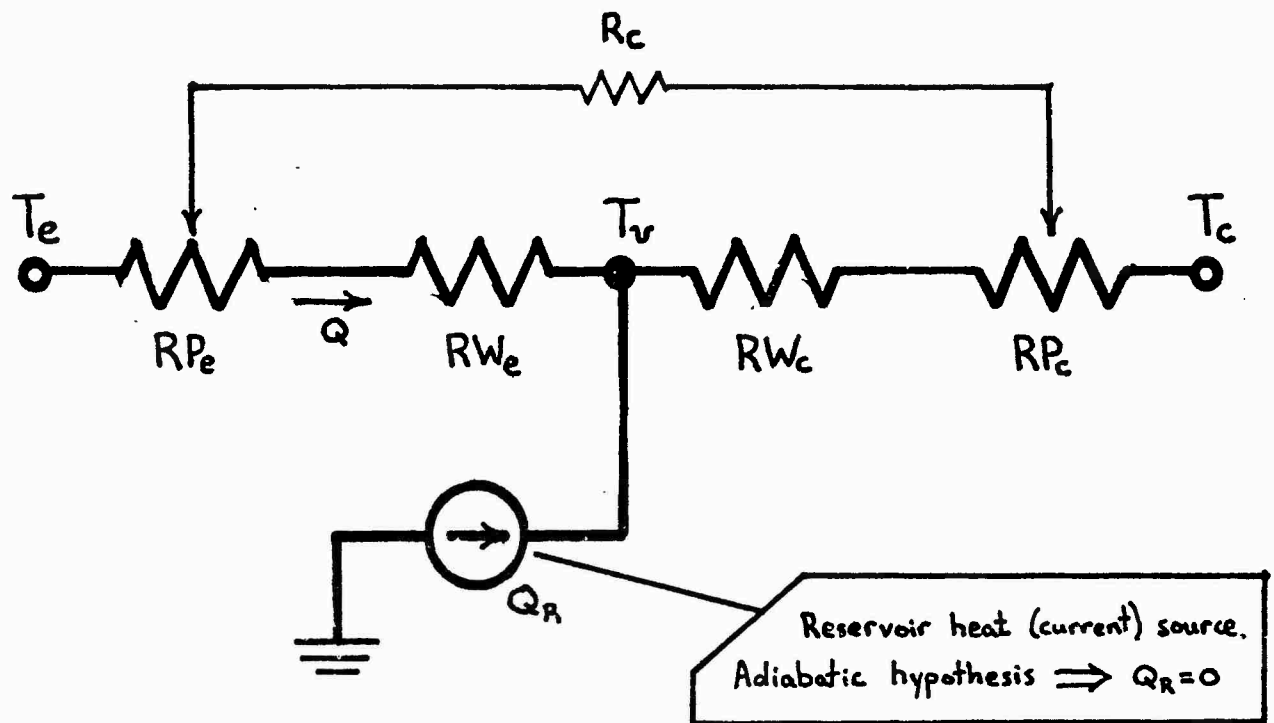 Rc
Te
Tv
Tc
Q
RPe
RWe
RWc
RPc
QR
Reservoir heat (current) source.
Adiabatic hypothesis ⟹ QR=0